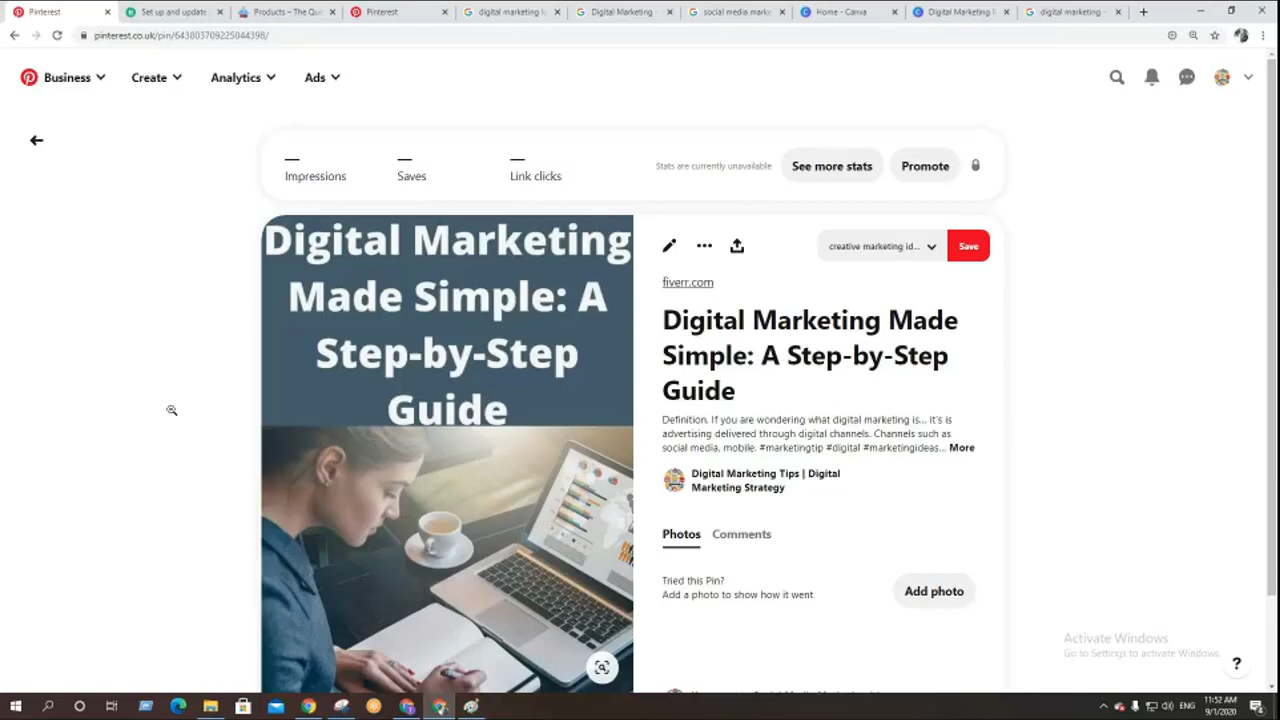 Pinterest
Set up and update
Products – The Qu
Pinterest
digital marketing l
Digital Marketing
social media marke
Home - Canva
Digital Marketing
digital marketing -
pinterest.co.uk/pin/643803709225044398/
Business
Create
Analytics
Ads
Impressions
Saves
Link clicks
Stats are currently unavailable
See more stats
Promote
Digital Marketing
Made Simple: A
Step-by-Step
Guide
creative marketing id...
Save
fiverr.com
Digital Marketing Made
Simple: A Step-by-Step
Guide
Definition. If you are wondering what digital marketing is... it's is
advertising delivered through digital channels. Channels such as
social media, mobile. #marketingtip #digital #marketingideas... More
Digital Marketing Tips | Digital
Marketing Strategy
Photos Comments
Tried this Pin?
Add a photo to show how it went
Add photo
Activate Windows
Go to Settings to activate Windows.
?
ENG
11:52 AM
9/1/2020